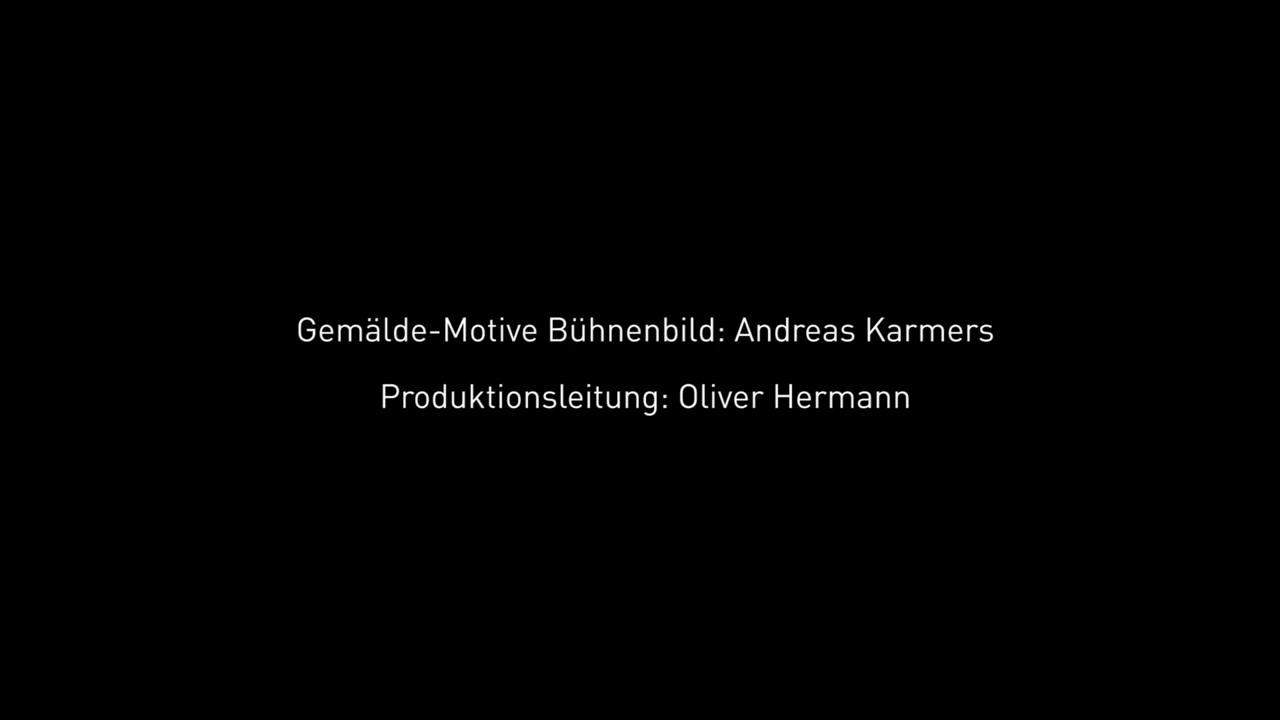 Gemälde-Motive Bühnenbild: Andreas Karmers
Produktionsleitung: Oliver Hermann